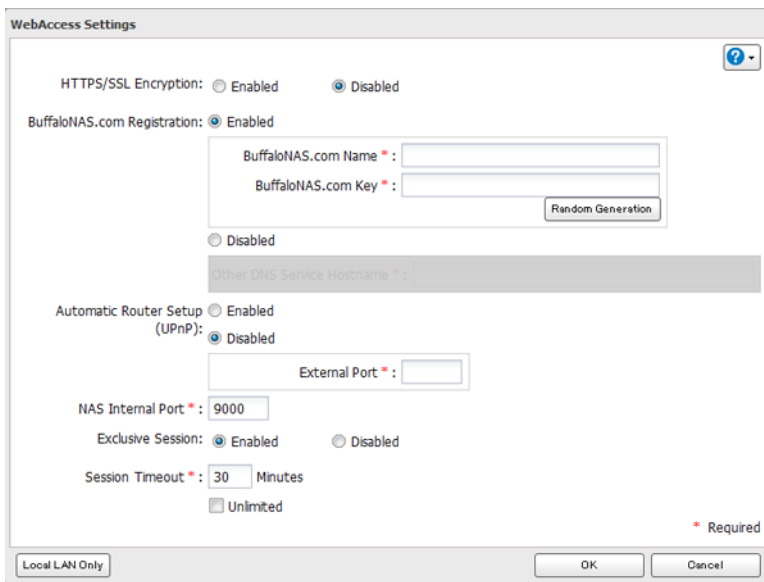 WebAccess Settings
?
HTTPS/SSL Encryption: Enabled Disabled
BuffaloNAS.com Registration: Enabled
BuffaloNAS.com Name * :
BuffaloNAS.com Key * :
Random Generation
Disabled
Other DNS Service Hostname * :
Automatic Router Setup Enabled
(UPnP): Disabled
External Port * :
NAS Internal Port * : 9000
Exclusive Session: Enabled Disabled
Session Timeout * : 30 Minutes
Unlimited
* Required
Local LAN Only OK Cancel